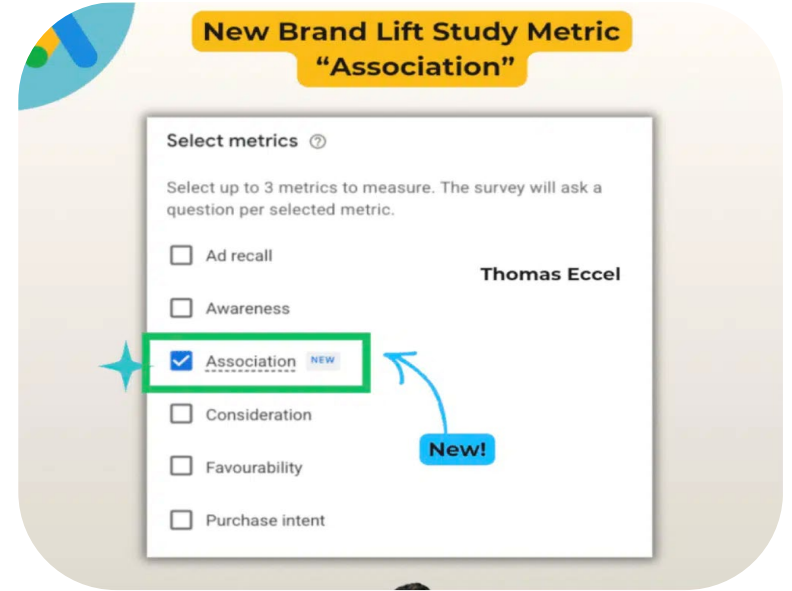 New Brand Lift Study Metric
“Association”
Select metrics ?
Select up to 3 metrics to measure. The survey will ask a
question per selected metric.
Ad recall
Thomas Eccel
Awareness
Association NEW
Consideration
New!
Favourability
Purchase intent